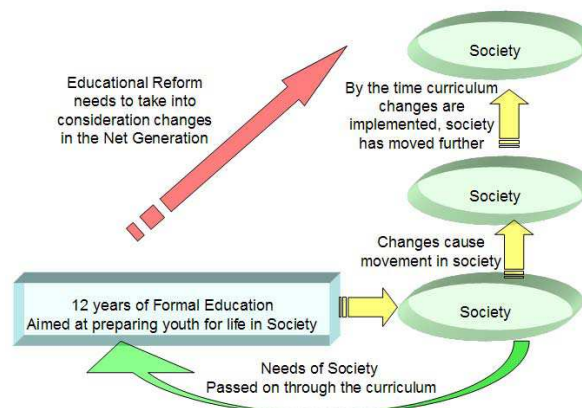 Society
Educational Reform
needs to take into
consideration changes
in the Net Generation
By the time curriculum
changes are
implemented, society
has moved further
Society
Changes cause
movement in society
12 years of Formal Education
Aimed at preparing youth for life in Society
Society
Needs of Society
Passed on through the curriculum